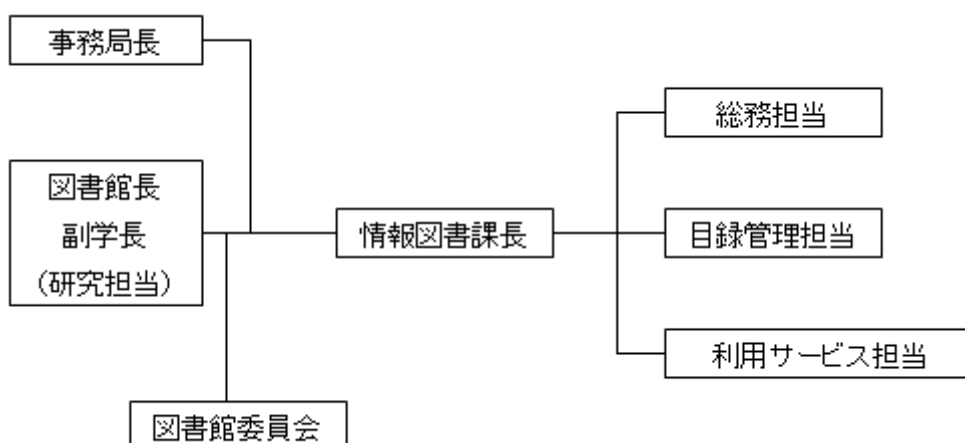 事務局長
図書館長
副学長
(研究担当)
図書館委員会
情報図書課長
総務担当
目録管理担当
利用サービス担当